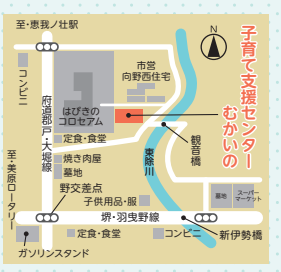 至・恵我ノ荘駅
N
子育て支援センター
むかいの
コンビニ
市営
向野西住宅
府道郡戸・大堀線
はびきの
コロセアム
定食・食堂
焼き肉屋
墓地
東除川
観音橋
至・美原ロータリー
野交差点
子供用品・服
墓地
スーパー
マーケット
堺・羽曳野線
定食・食堂
コンビニ
新伊勢橋
ガソリンスタンド